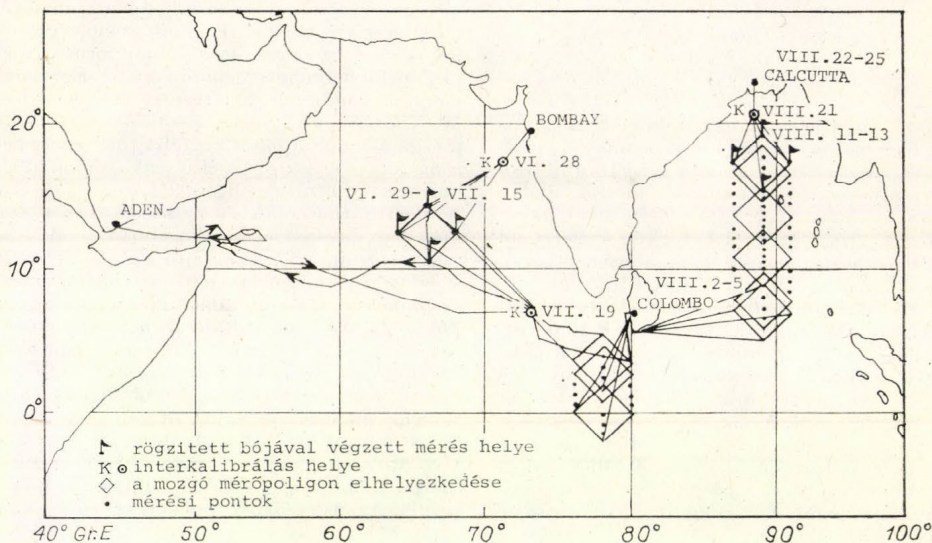 VIII.22-25
CALCUTTA
20°
BOMBAY
K VIII.21
VIII. 11-13
K VI. 28
VI. 29- VII. 15
ADEN
10°
VIII.2-5
COLOMBO
K VII. 19
0°
rögzitett bójával végzett mérés helye
K interkalibrálás helye
a mozgó mérőpoligon elhelyezkedése
mérési pontok
40° Gr.E 50° 60° 70° 80° 90° 100°